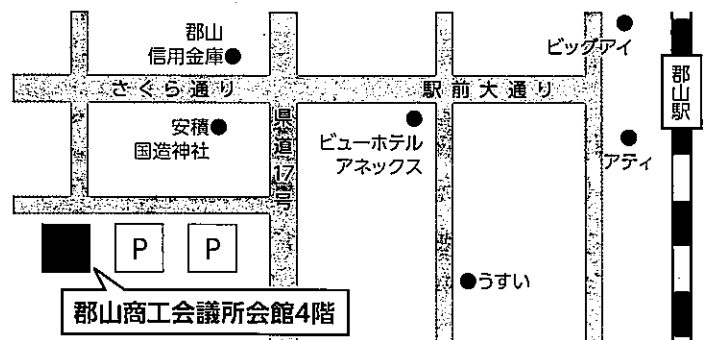 郡山
信用金庫
ビッグアイ
郡山駅
さくら通り
駅前大通り
安積
国造神社
県道17号
ビューホテル
アネックス
アティ
P
P
うすい
郡山商工会議所会館4階